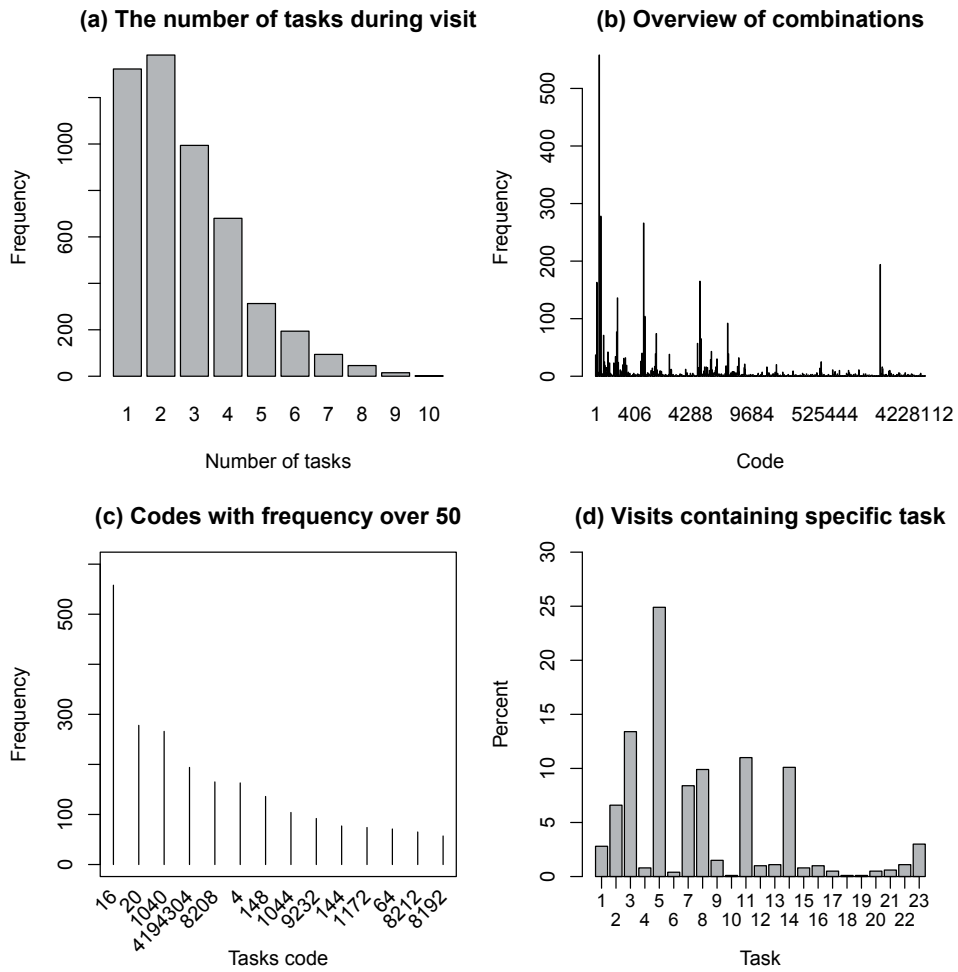 (a) The number of tasks during visit
Frequency
0 200 600 1000
1 2 3 4 5 6 7 8 9 10
Number of tasks
(b) Overview of combinations
Frequency
0 100 200 300 400 500
1 406 4288 9684 525444 4228112
Code
(c) Codes with frequency over 50
Frequency
0 100 300 500
16 20 1040 4194304 8208 4 148 1044 9232 144 1172 64 8212 8192
Tasks code
(d) Visits containing specific task
Percent
0 5 10 15 20 25 30
1 3 5 7 9 11 13 15 17 19 21 23
2 4 6 8 10 12 14 16 18 20 22
Task